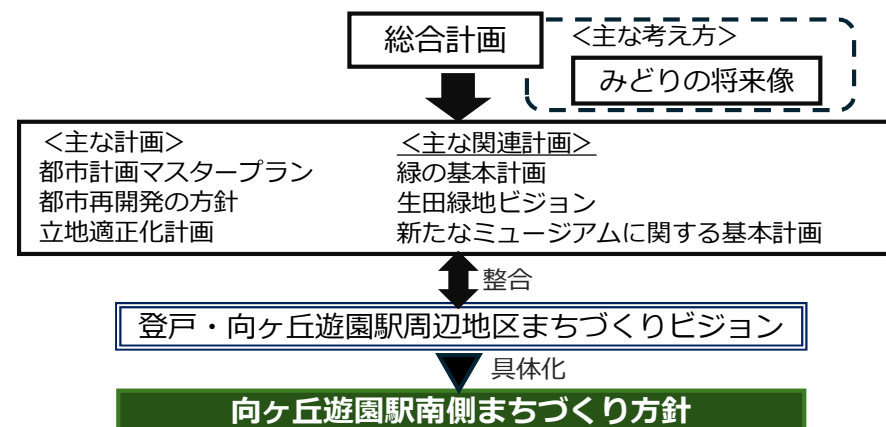 総合計画
＜主な考え方＞
みどりの将来像
＜主な計画＞
都市計画マスタープラン
都市再開発の方針
立地適正化計画
＜主な関連計画＞
緑の基本計画
生田緑地ビジョン
新たなミュージアムに関する基本計画
整合
登戸・向ヶ丘遊園駅周辺地区まちづくりビジョン
具体化
向ヶ丘遊園駅南側まちづくり方針